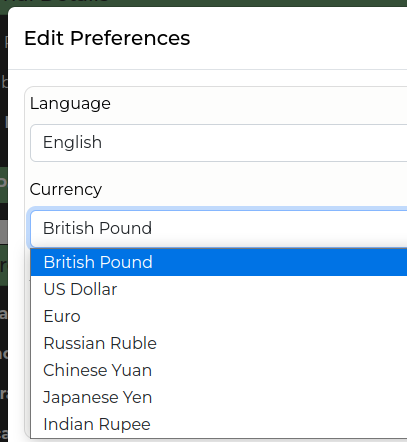 Edit Preferences
Language
English
Currency
British Pound
British Pound
US Dollar
Euro
Russian Ruble
Chinese Yuan
Japanese Yen
Indian Rupee